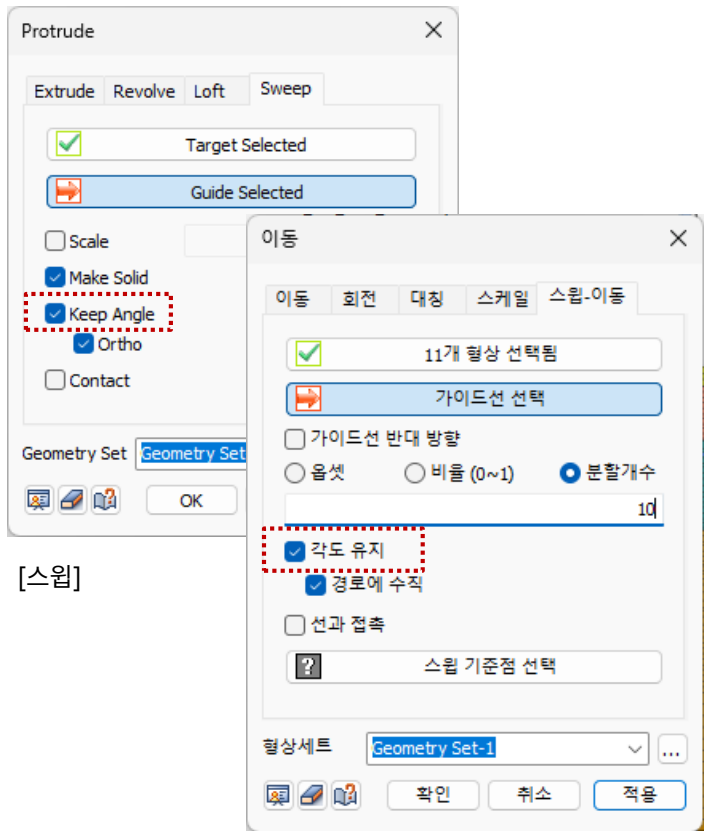 Protrude
Extrude Revolve Loft Sweep
Target Selected
Guide Selected
Scale
Make Solid
Keep Angle
Ortho
Contact
Geometry Set Geometry Set
OK
[스윕]
이동
이동 회전 대칭 스케일 스윕-이동
11개 형상 선택됨
가이드선 선택
가이드선 반대 방향
옵셋 비율 (0~1) 분할개수
10
각도 유지
경로에 수직
선과 접촉
스윕 기준점 선택
형상세트 Geometry Set-1 ...
확인 취소 적용